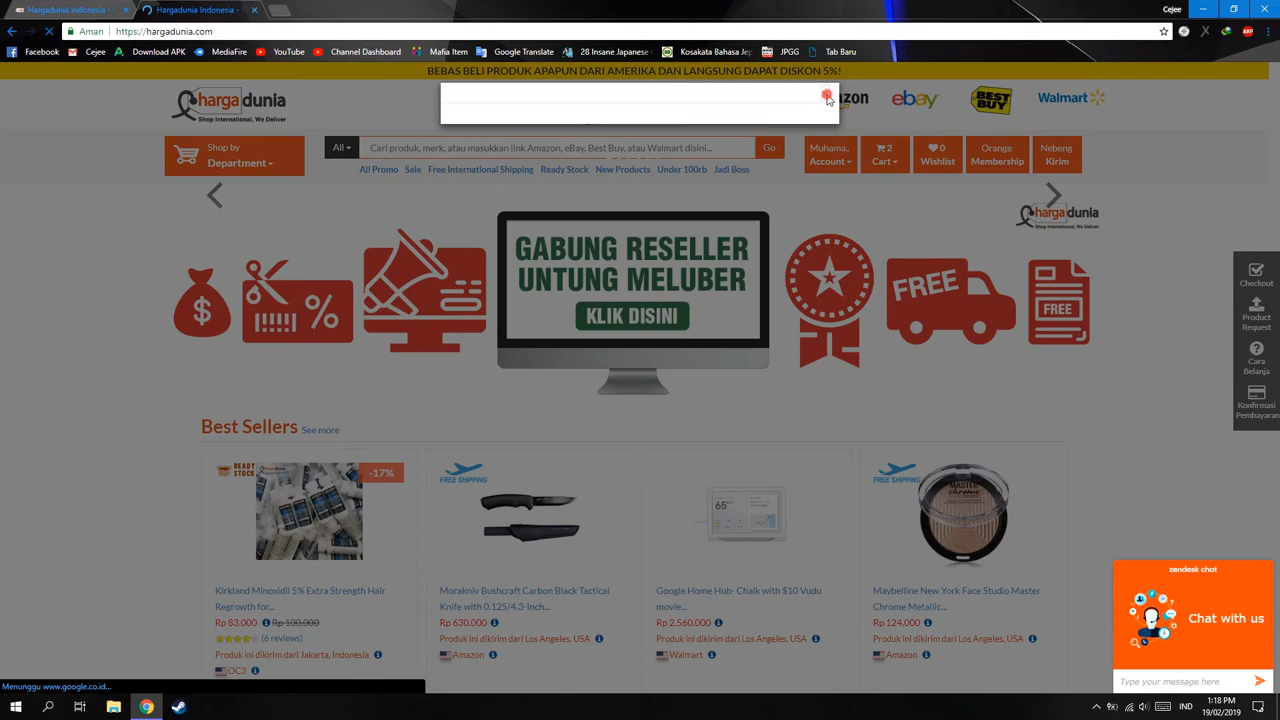 Hargadunia Indonesia -
Hargadunia Indonesia -
Cejee
Aman
https://hargadunia.com
Facebook
Cejee
Download APK
MediaFire
YouTube
Channel Dashboard
Mafia Item
Google Translate
28 Insane Japanese
Kosakata Bahasa Jep
JPGG
Tab Baru
BEBAS BELI PRODUK APAPUN DARI AMERIKA DAN LANGSUNG DAPAT DISKON 5%!
hargadunia
Shop International, We Deliver
ebay
BEST BUY
Walmart
Shop by
Department
All
Cari produk, merk, atau masukkan link Amazon, eBay, Best Buy, atau Walmart disini...
Go
Muhama..
Account
2
Cart
0
Wishlist
Orange
Membership
Nebeng
Kirim
All Promo
Sale
Free International Shipping
Ready Stock
New Products
Under 100rb
Jadi Boss
hargadunia
Shop International, We Deliver
GABUNG RESELLER
UNTUNG MELUBER
KLIK DISINI
FREE
FREE
Checkout
Product
Request
Cara
Belanja
Konfirmasi
Pembayaran
Best Sellers See more
READY
STOCK
-17%
FREE SHIPPING
FREE SHIPPING
MASTER
chrome
Kirkland Minoxidil 5% Extra Strength Hair
Regrowth for...
Rp 83.000 Rp 100.000
(6 reviews)
Produk ini dikirim dari Jakarta, Indonesia
OC3
Morakniv Bushcraft Carbon Black Tactical
Knife with 0.125/4.3-Inch...
Rp 630.000
Produk ini dikirim dari Los Angeles, USA
Amazon
Google Home Hub- Chalk with $10 Vudu
movie...
Rp 2.560.000
Produk ini dikirim dari Los Angeles, USA
Walmart
Maybelline New York Face Studio Master
Chrome Metallic...
Rp 124.000
Produk ini dikirim dari Los Angeles, USA
Amazon
zendesk chat
Chat with us
Type your message here
Menunggu www.google.co.id...
IND
1:18 PM
19/02/2019